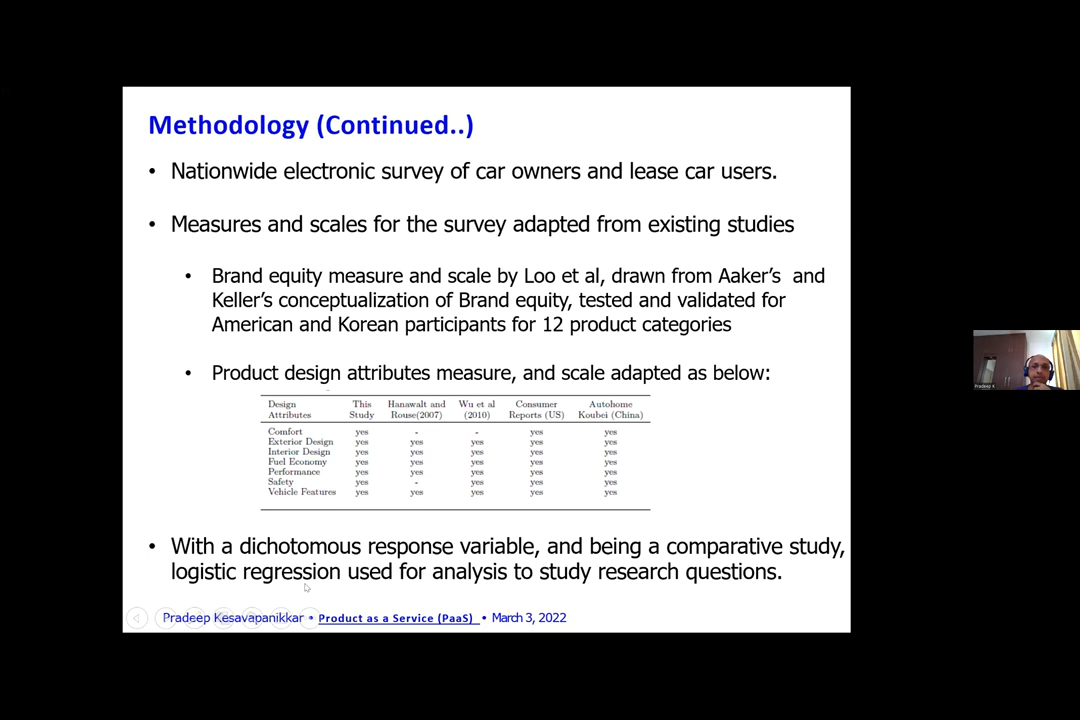 Methodology (Continued..)
• Nationwide electronic survey of car owners and lease car users.
• Measures and scales for the survey adapted from existing studies
• Brand equity measure and scale by Loo et al, drawn from Aaker's and
Keller's conceptualization of Brand equity, tested and validated for
American and Korean participants for 12 product categories
• Product design attributes measure, and scale adapted as below:
Design Attributes | This Study | Hanawalt and Rouse(2007) | Wu et al (2010) | Consumer Reports (US) | Autohome Koubei (China)
Comfort yes - - yes yes
Exterior Design yes yes yes yes yes
Interior Design yes yes yes yes yes
Fuel Economy yes yes yes yes yes
Performance yes yes yes yes yes
Safety yes - yes yes yes
Vehicle Features yes yes yes yes yes
• With a dichotomous response variable, and being a comparative study,
logistic regression used for analysis to study research questions.
Pradeep Kesavapanikkar • Product as a Service (PaaS) • March 3, 2022
Pradeep K